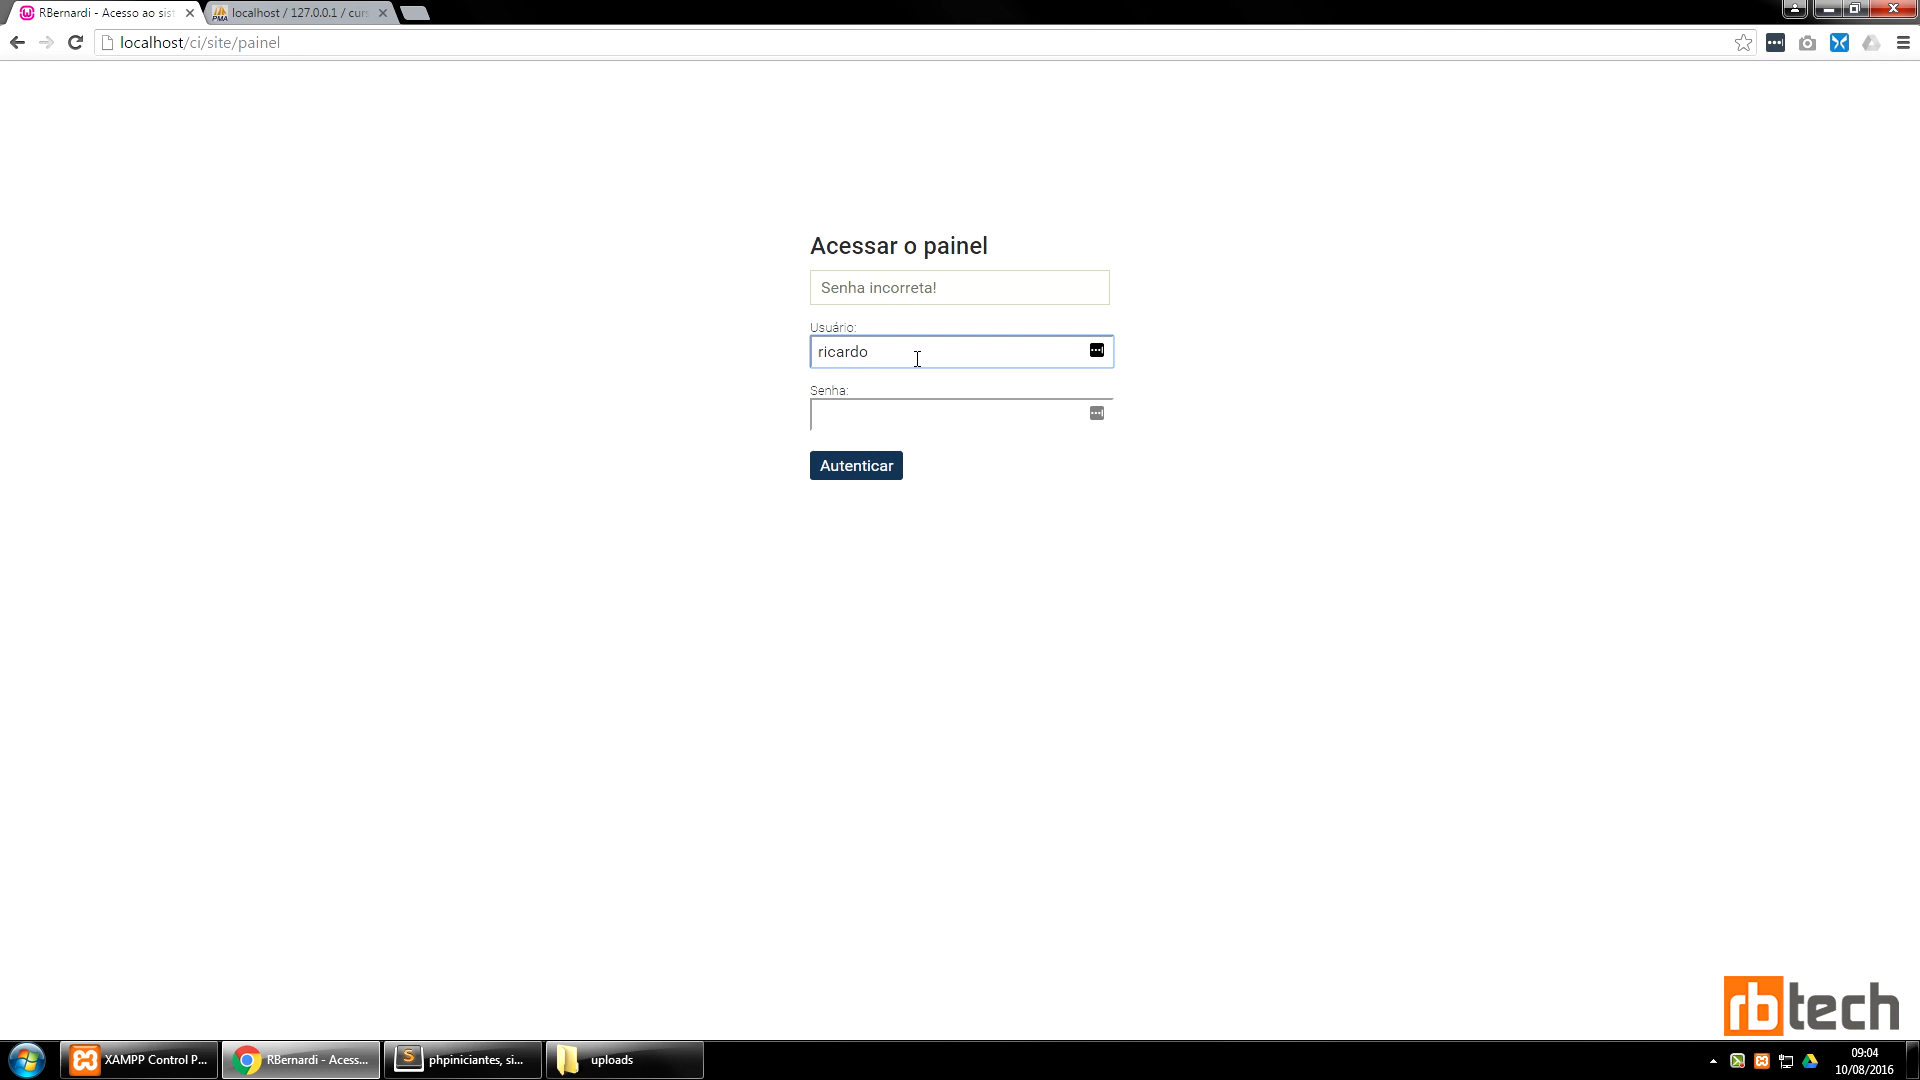 RBernardi - Acesso ao sist
localhost / 127.0.0.1 / curs
localhost/ci/site/painel
Acessar o painel
Senha incorreta!
Usuário:
ricardo
Senha:
Autenticar
rbtech
XAMPP Control P...
RBernardi - Acess...
phpiniciantes, si...
uploads
09:04
10/08/2016